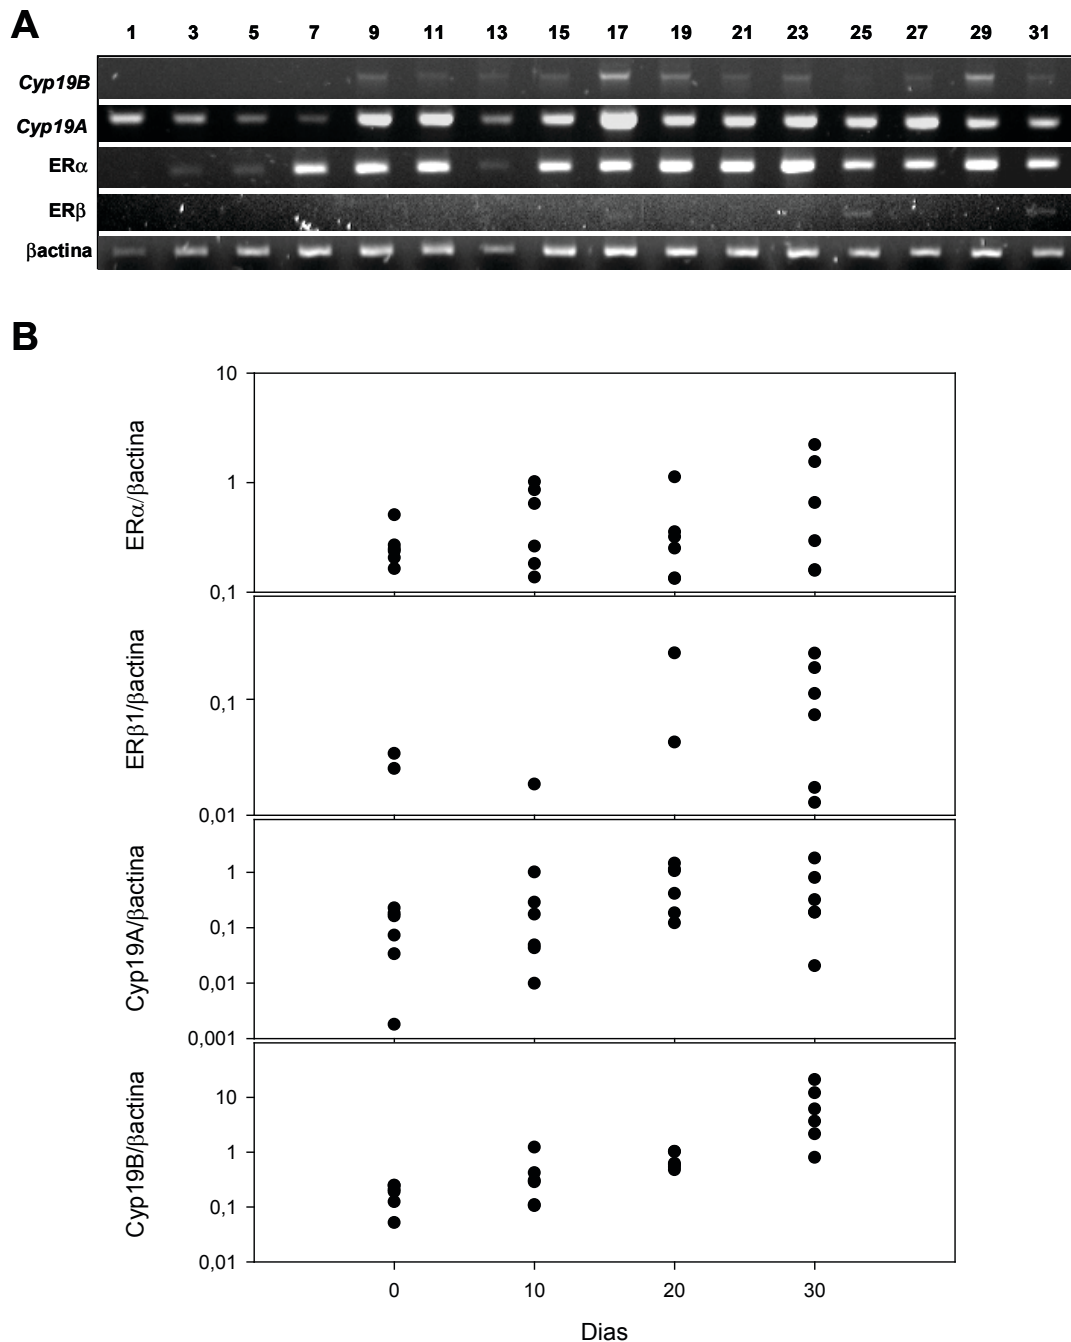 A
1 3 5 7 9 11 13 15 17 19 21 23 25 27 29 31
Cyp19B
Cyp19A
ERα
ERβ
βactina
B
ERα/βactina
10
1
0,1
ERβ1/βactina
0,1
0,01
Cyp19A/βactina
1
0,1
0,01
0,001
Cyp19B/βactina
10
1
0,1
0,01
0 10 20 30
Dias